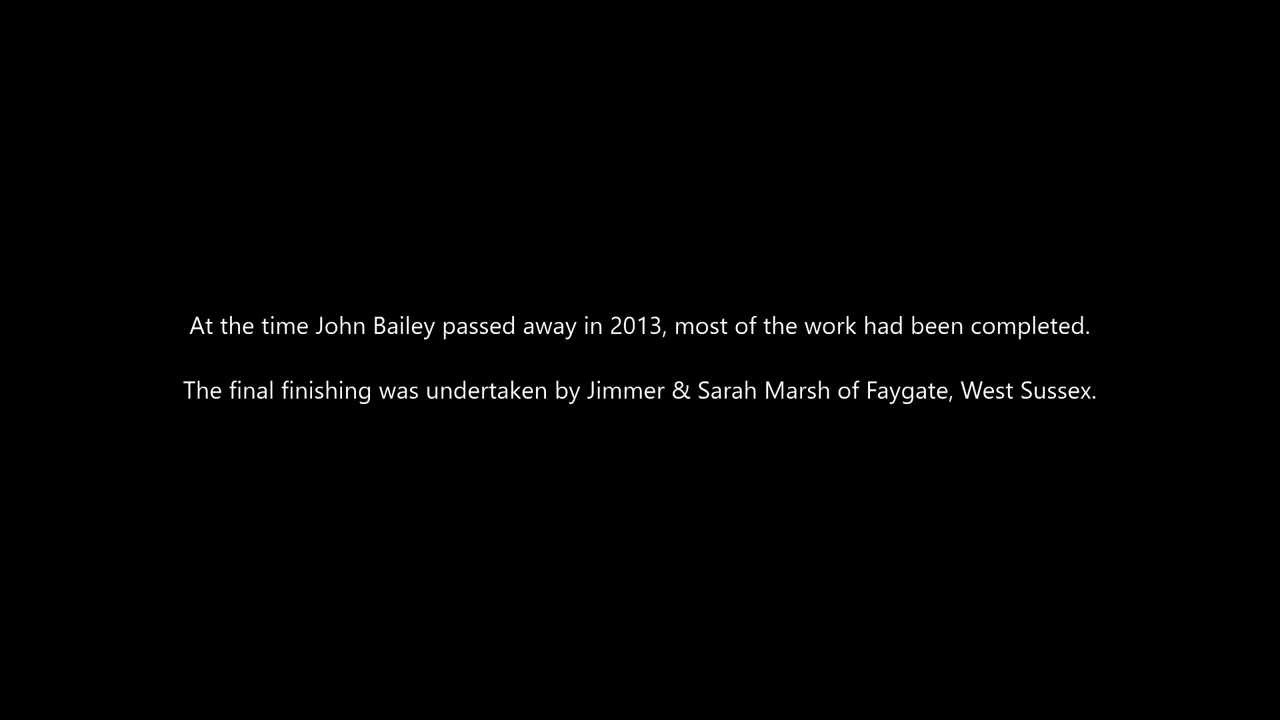 At the time John Bailey passed away in 2013, most of the work had been completed.
The final finishing was undertaken by Jimmer & Sarah Marsh of Faygate, West Sussex.